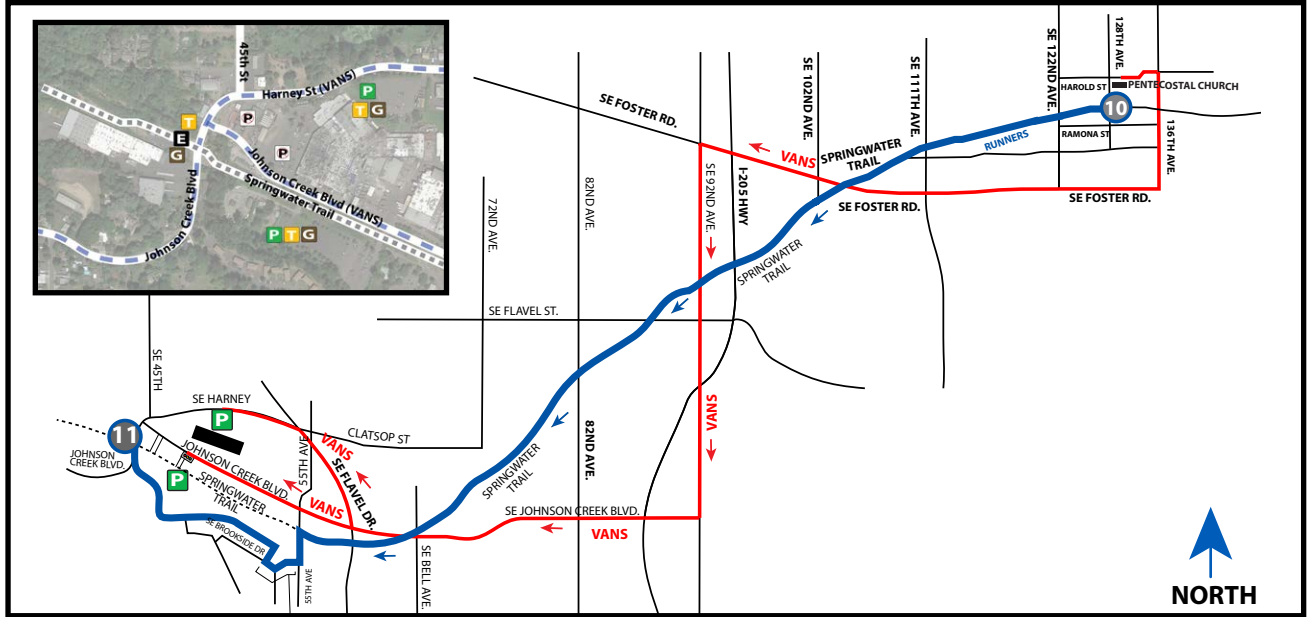 45th St
Harney St (VANS)
P
T G
P
T
E
G
P
Johnson Creek Blvd (VANS)
Springwater Trail
Johnson Creek Blvd
P T G
SE FOSTER RD.
SE 102ND AVE.
SE 111TH AVE.
SE 122ND AVE.
128TH AVE.
HAROLD ST
PENTECOSTAL CHURCH
10
RAMONA ST
136TH AVE.
RUNNERS
SPRINGWATER
TRAIL
VANS
SE FOSTER RD.
SE FOSTER RD.
SE 92ND AVE.
I-205 HWY
82ND AVE.
72ND AVE.
SPRINGWATER
TRAIL
SE FLAVEL ST.
SE 45TH
SE HARNEY
P
CLATSOP ST
VANS
VANS
82ND AVE.
11
JOHNSON
CREEK BLVD.
JOHNSON CREEK BLVD.
55TH AVE
SE FLAVEL DR.
P
SPRINGWATER
TRAIL
SPRINGWATER
TRAIL
VANS
SE JOHNSON CREEK BLVD.
VANS
SE BROOKSIDE DR
55TH AVE
SE BELL AVE.
NORTH